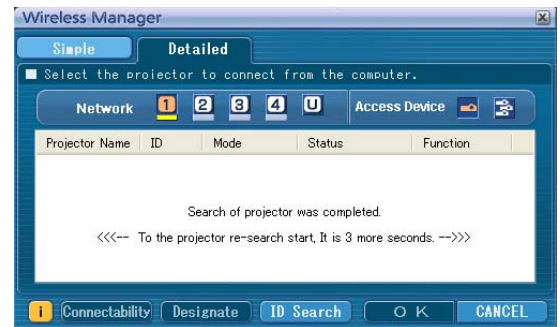 Wireless Manager
Simple Detailed
Select the projector to connect from the computer.
Network 1 2 3 4 U Access Device
Projector Name ID Mode Status Function
Search of projector was completed.
<<<-- To the projector re-search start, It is 3 more seconds. -->>>
i Connectability Designate ID Search O K CANCEL